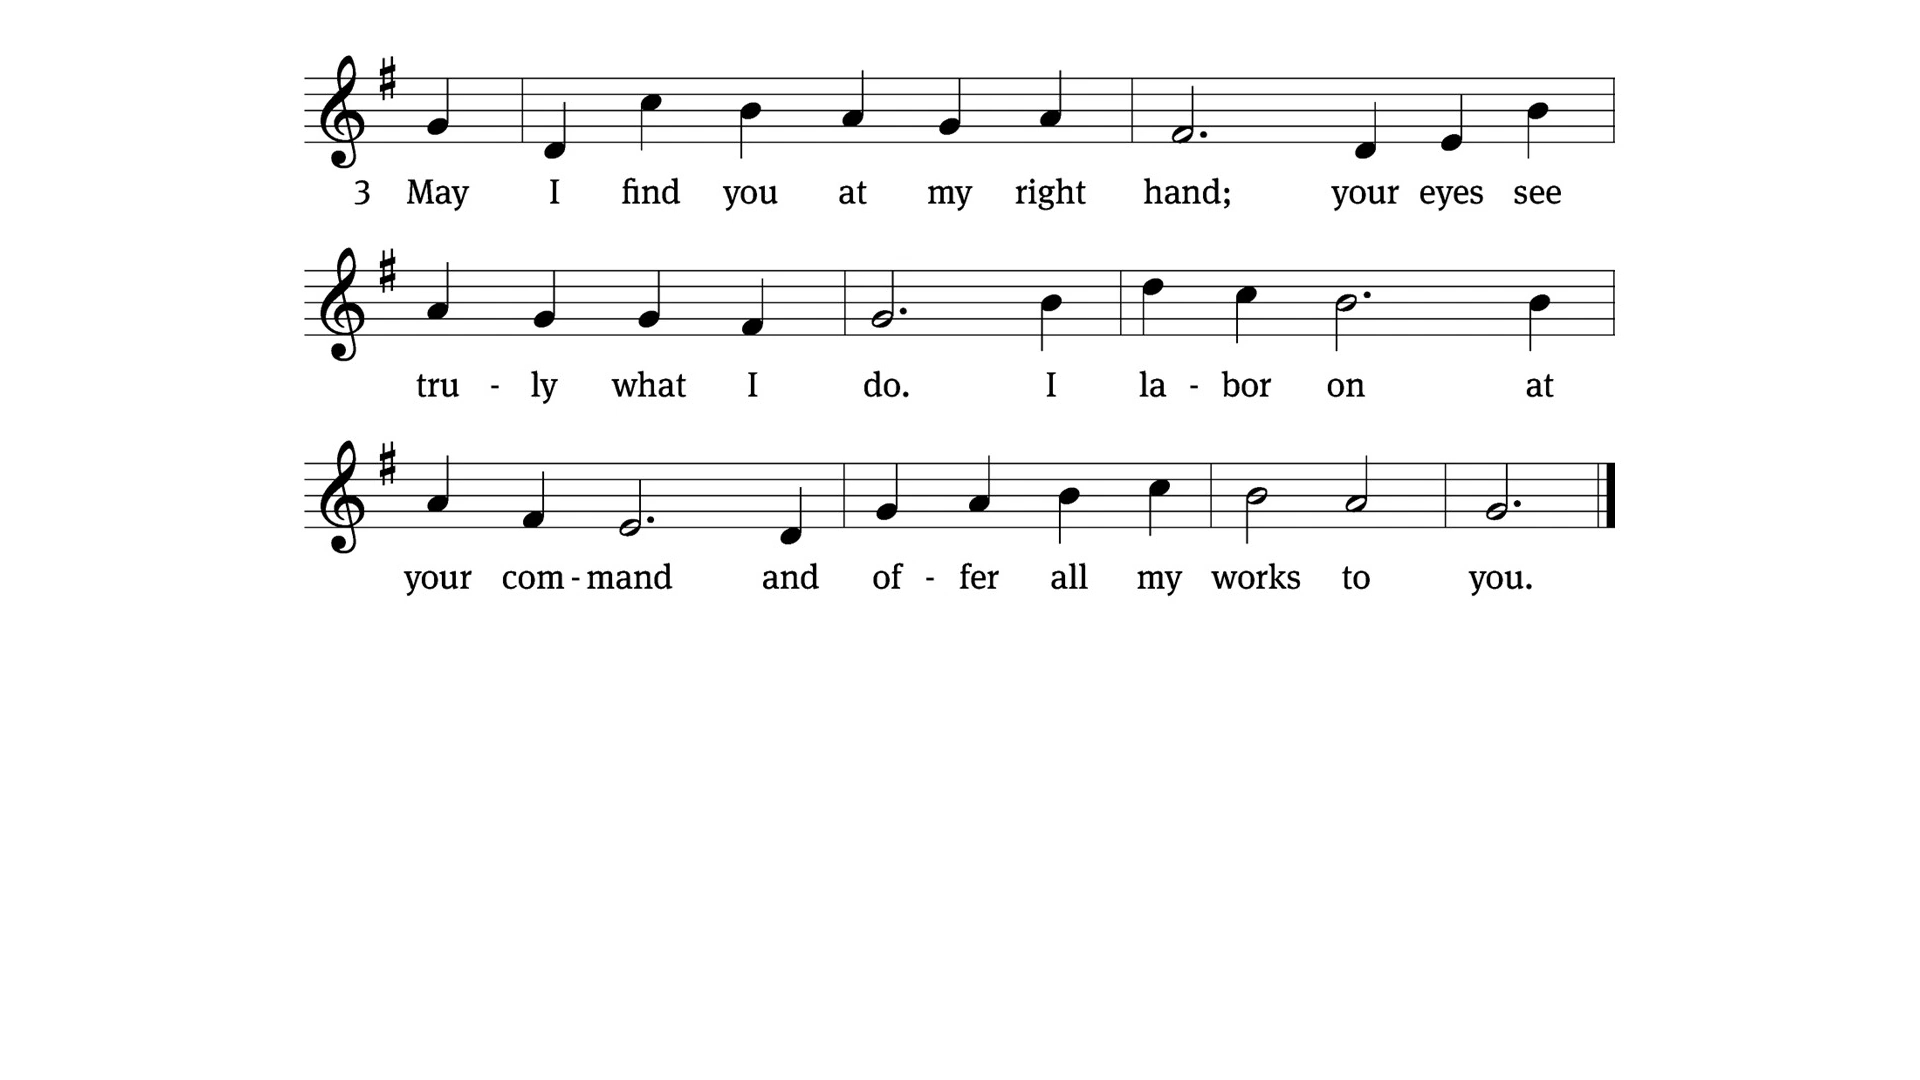 3 May I find you at my right hand; your eyes see
tru - ly what I do. I la - bor on at
your com - mand and of - fer all my works to you.